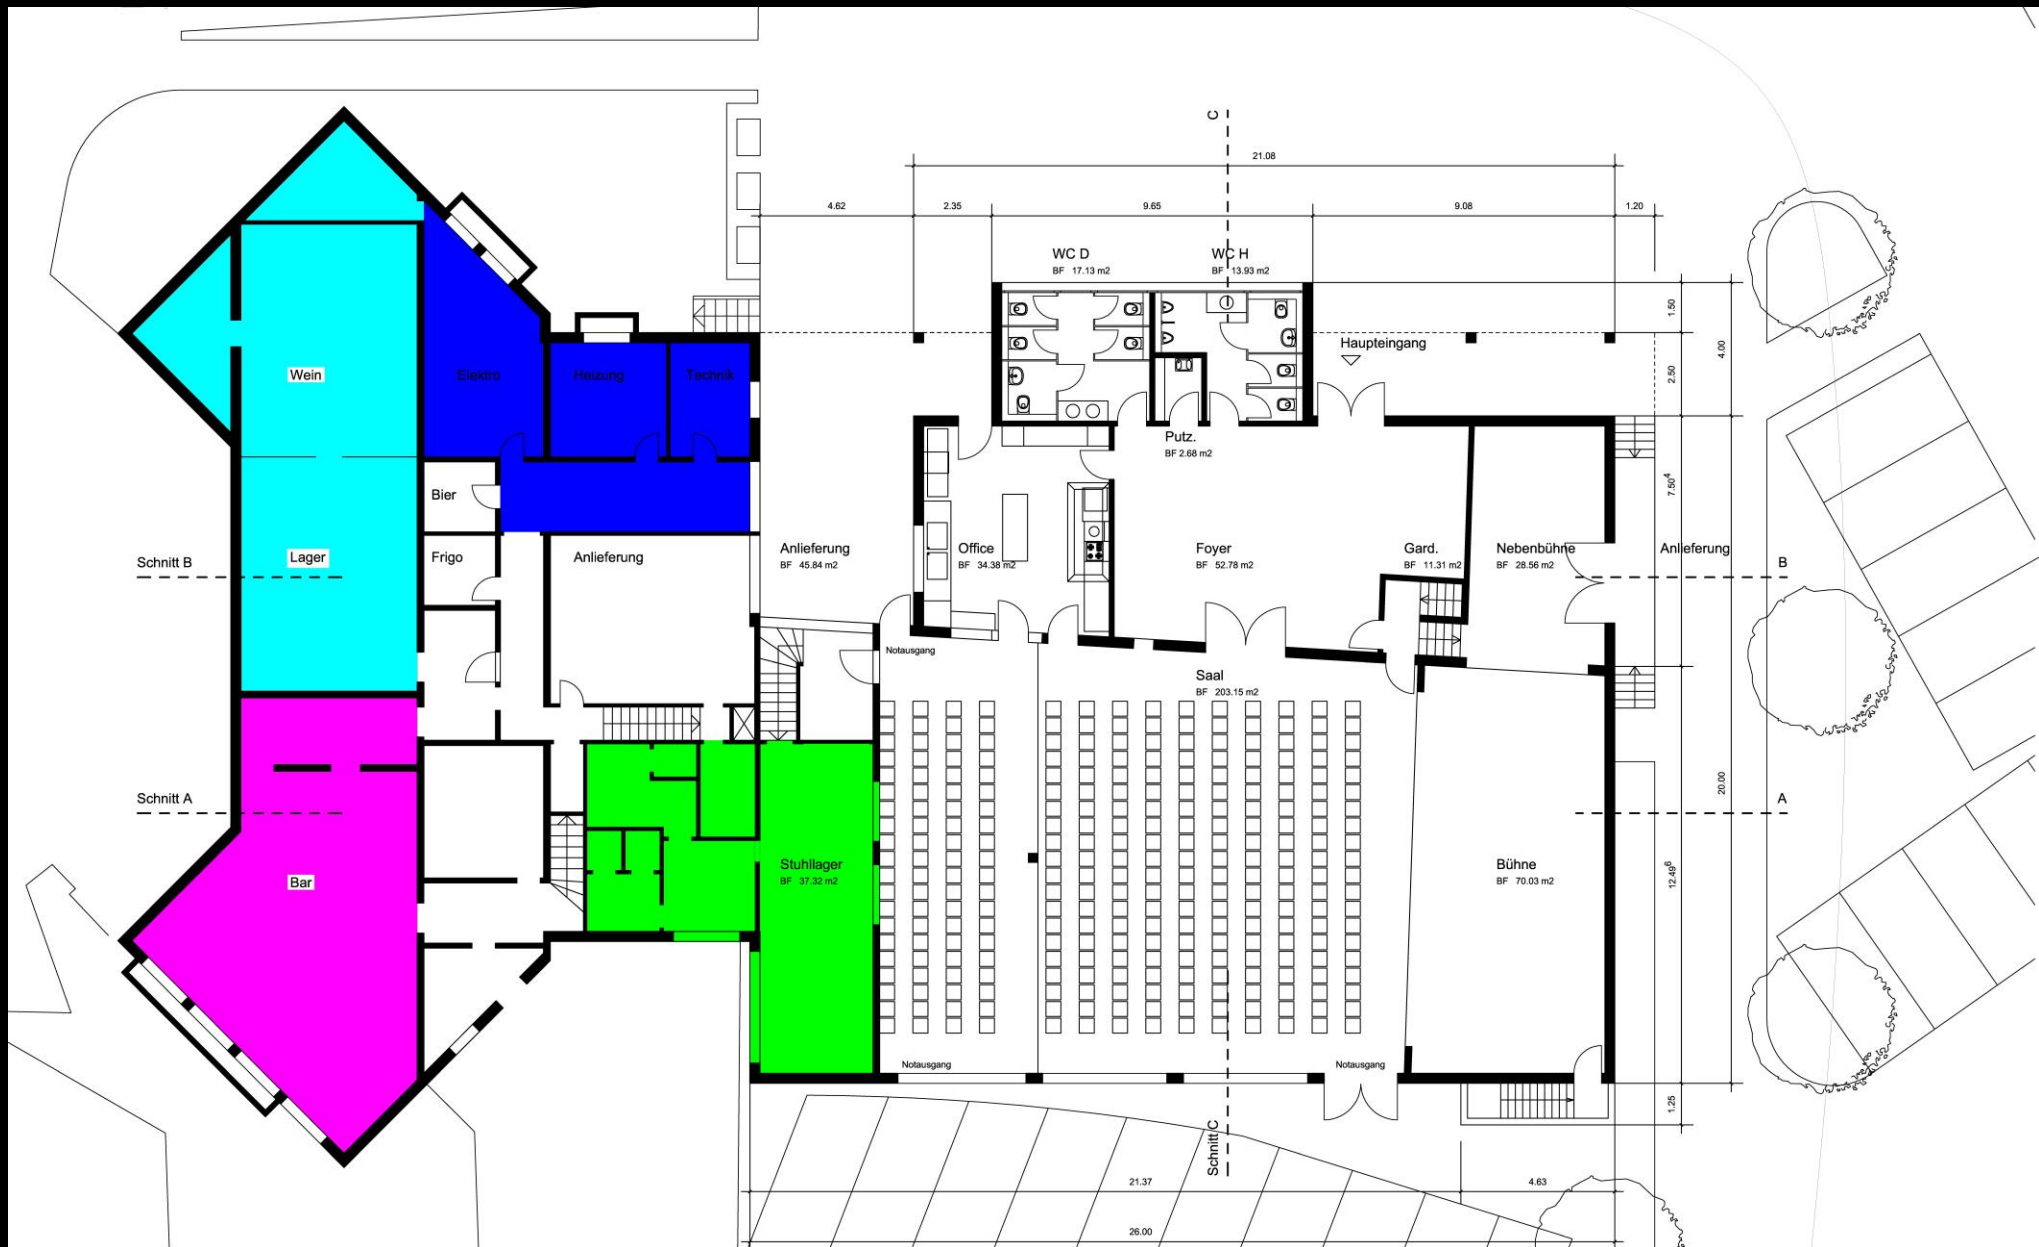 C
21.08
4.62
2.35
9.65
9.08
1.20
WC D
BF 17.13 m2
WC H
BF 13.93 m2
1.50
Haupteingang
4.00
2.50
Wein
Elektro
Heizung
Technik
Putz.
BF 2.68 m2
7.50⁴
Bier
Schnitt B
Lager
Frigo
Anlieferung
Anlieferung
BF 45.84 m2
Office
BF 34.38 m2
Foyer
BF 52.78 m2
Gard.
BF 11.31 m2
Nebenbühne
BF 28.56 m2
Anlieferung
B
Notausgang
Saal
BF 203.15 m2
20.00
Schnitt A
A
Bar
Stuhllager
BF 37.32 m2
Bühne
BF 70.03 m2
12.49⁶
Notausgang
Notausgang
1.25
Schnitt C
21.37
4.63
26.00